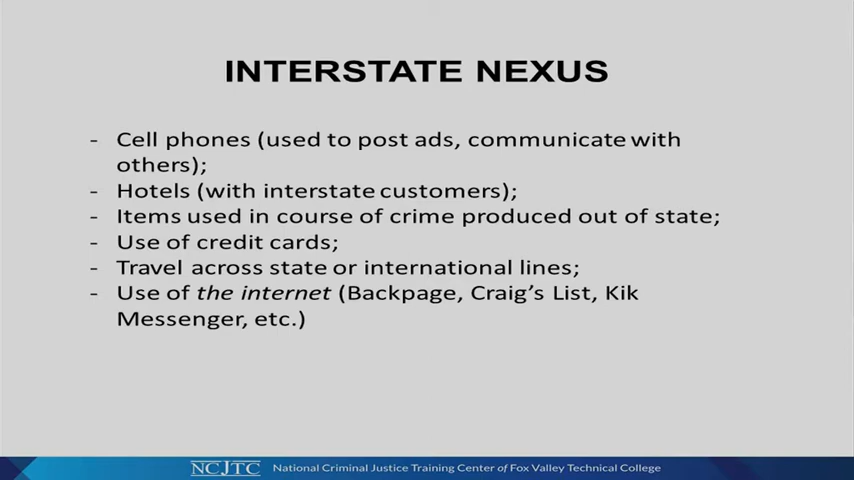 INTERSTATE NEXUS
- Cell phones (used to post ads, communicate with
others);
- Hotels (with interstate customers);
- Items used in course of crime produced out of state;
- Use of credit cards;
- Travel across state or international lines;
- Use of the internet (Backpage, Craig’s List, Kik
Messenger, etc.)
NCJTC National Criminal Justice Training Center of Fox Valley Technical College